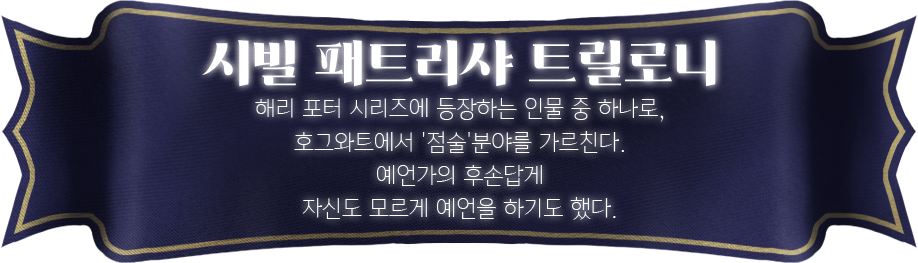 시빌 패트리샤 트릴로니
해리 포터 시리즈에 등장하는 인물 중 하나로,
호그와트에서 '점술'분야를 가르친다.
예언가의 후손답게
자신도 모르게 예언을 하기도 했다.